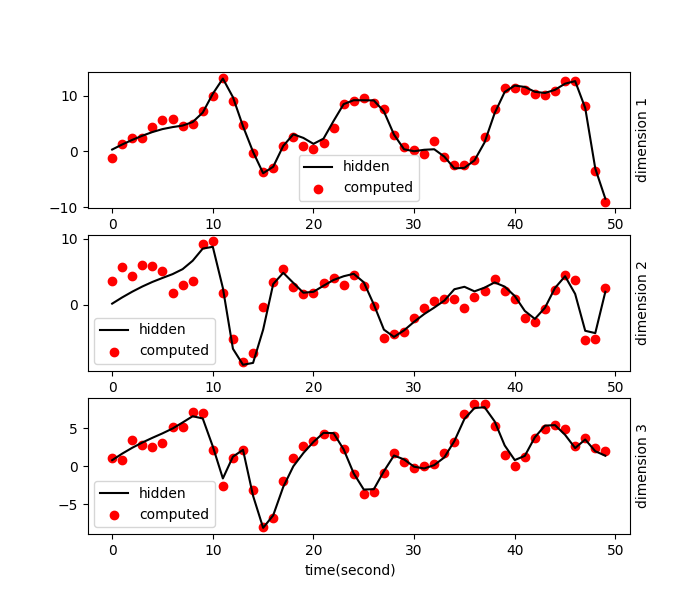 10
0
−10
hidden
computed
dimension 1
0 10 20 30 40 50
10
0
hidden
computed
dimension 2
0 10 20 30 40 50
5
0
−5
hidden
computed
dimension 3
0 10 20 30 40 50
time(second)